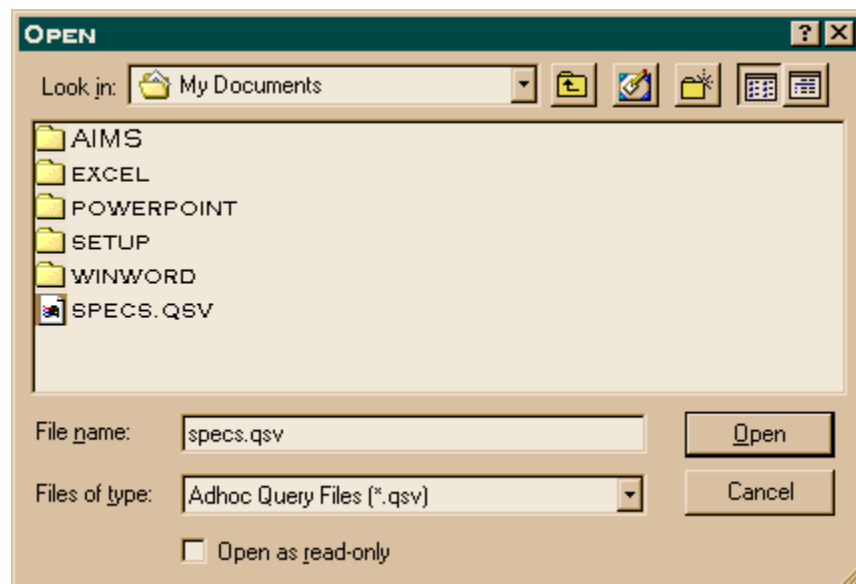 OPEN
Look in: My Documents
AIMS
EXCEL
POWERPOINT
SETUP
WINWORD
SPECS.QSV
File name: specs.qsv Open
Files of type: Adhoc Query Files (*.qsv) Cancel
Open as read-only